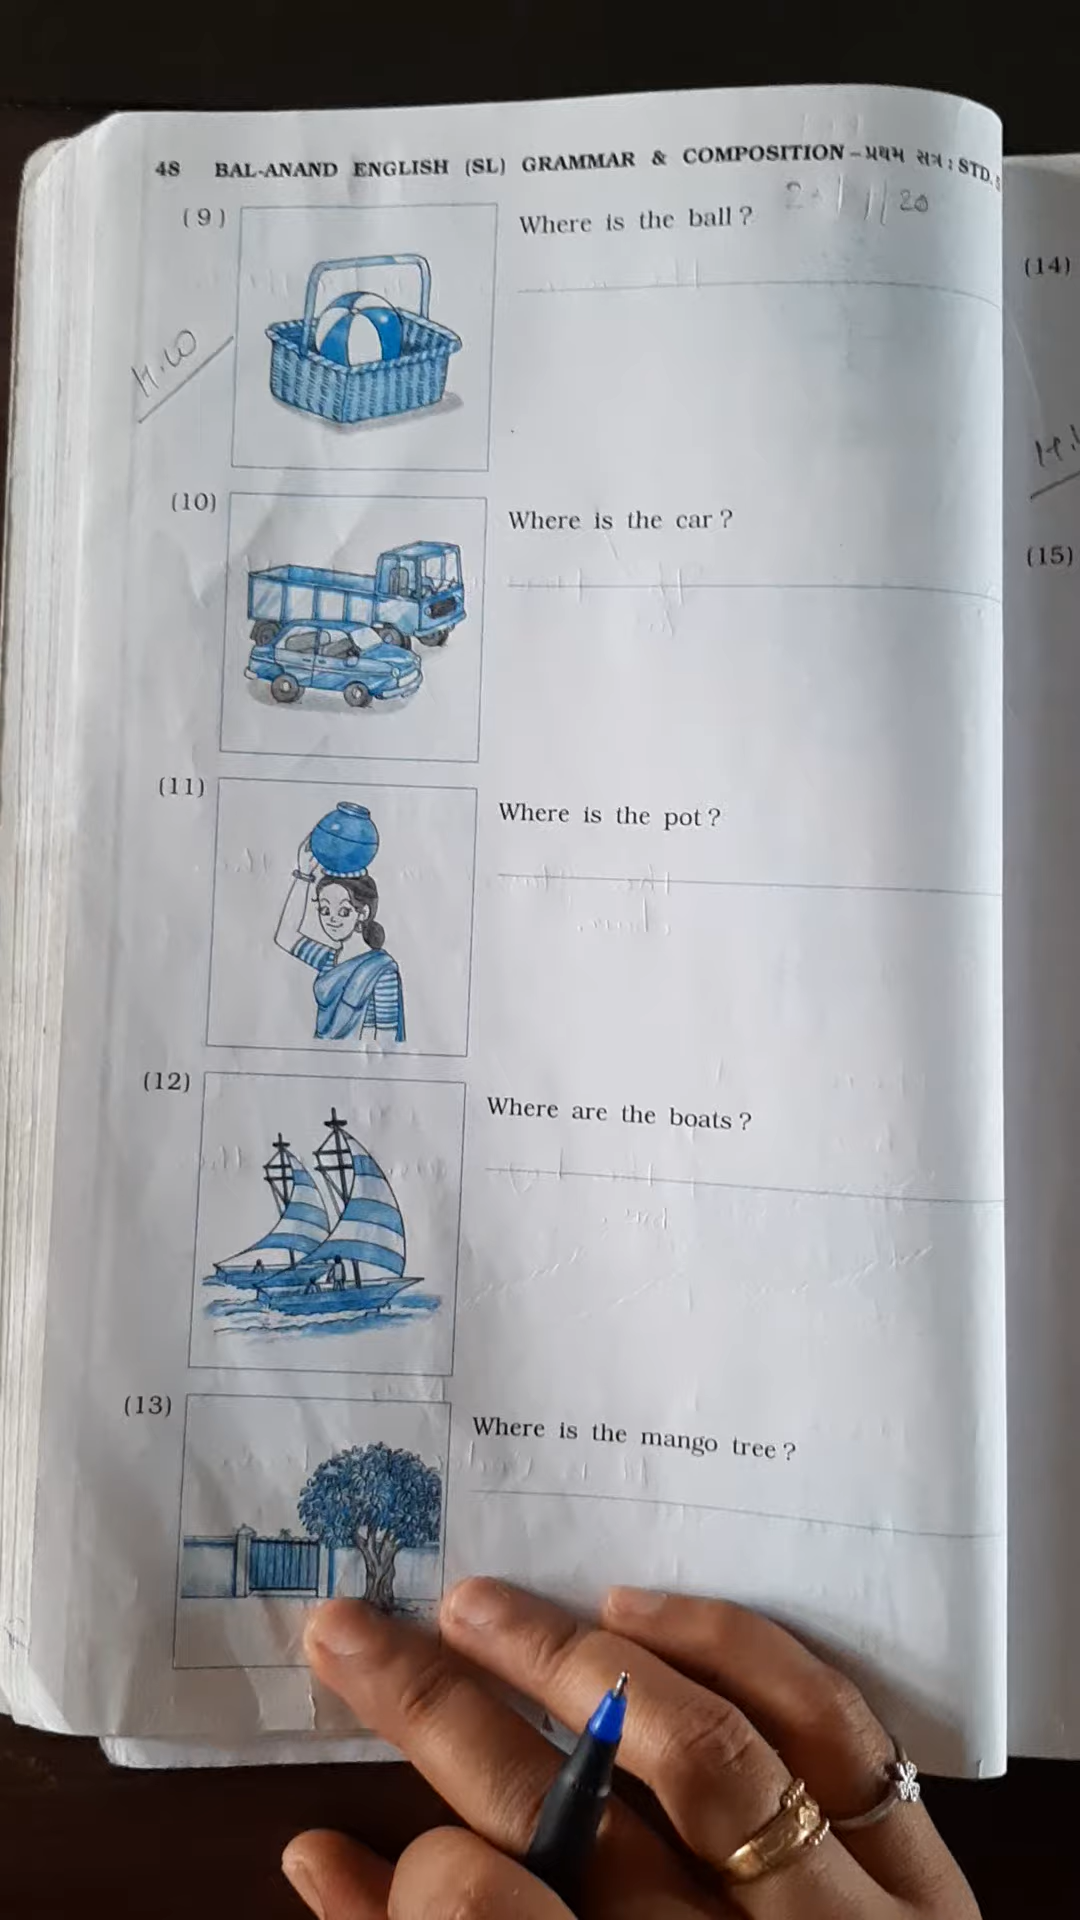 48 BAL-ANAND ENGLISH (SL) GRAMMAR & COMPOSITION – પ્રથમ સત્ર : STD.
(9) Where is the ball ?
H.W
(14)
(10) Where is the car ?
(15)
(11) Where is the pot ?
(12) Where are the boats ?
(13) Where is the mango tree ?